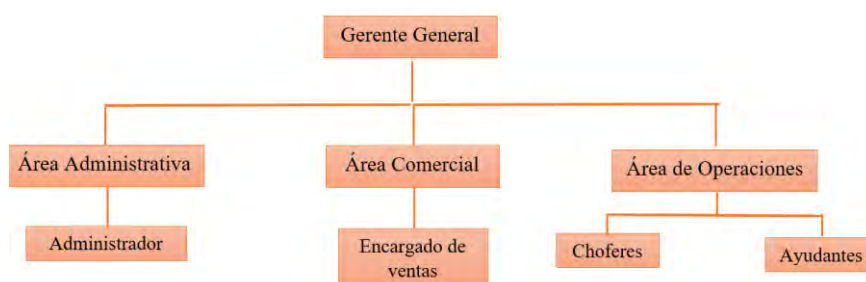 Gerente General
Área Administrativa
Área Comercial
Área de Operaciones
Administrador
Encargado de
ventas
Choferes
Ayudantes